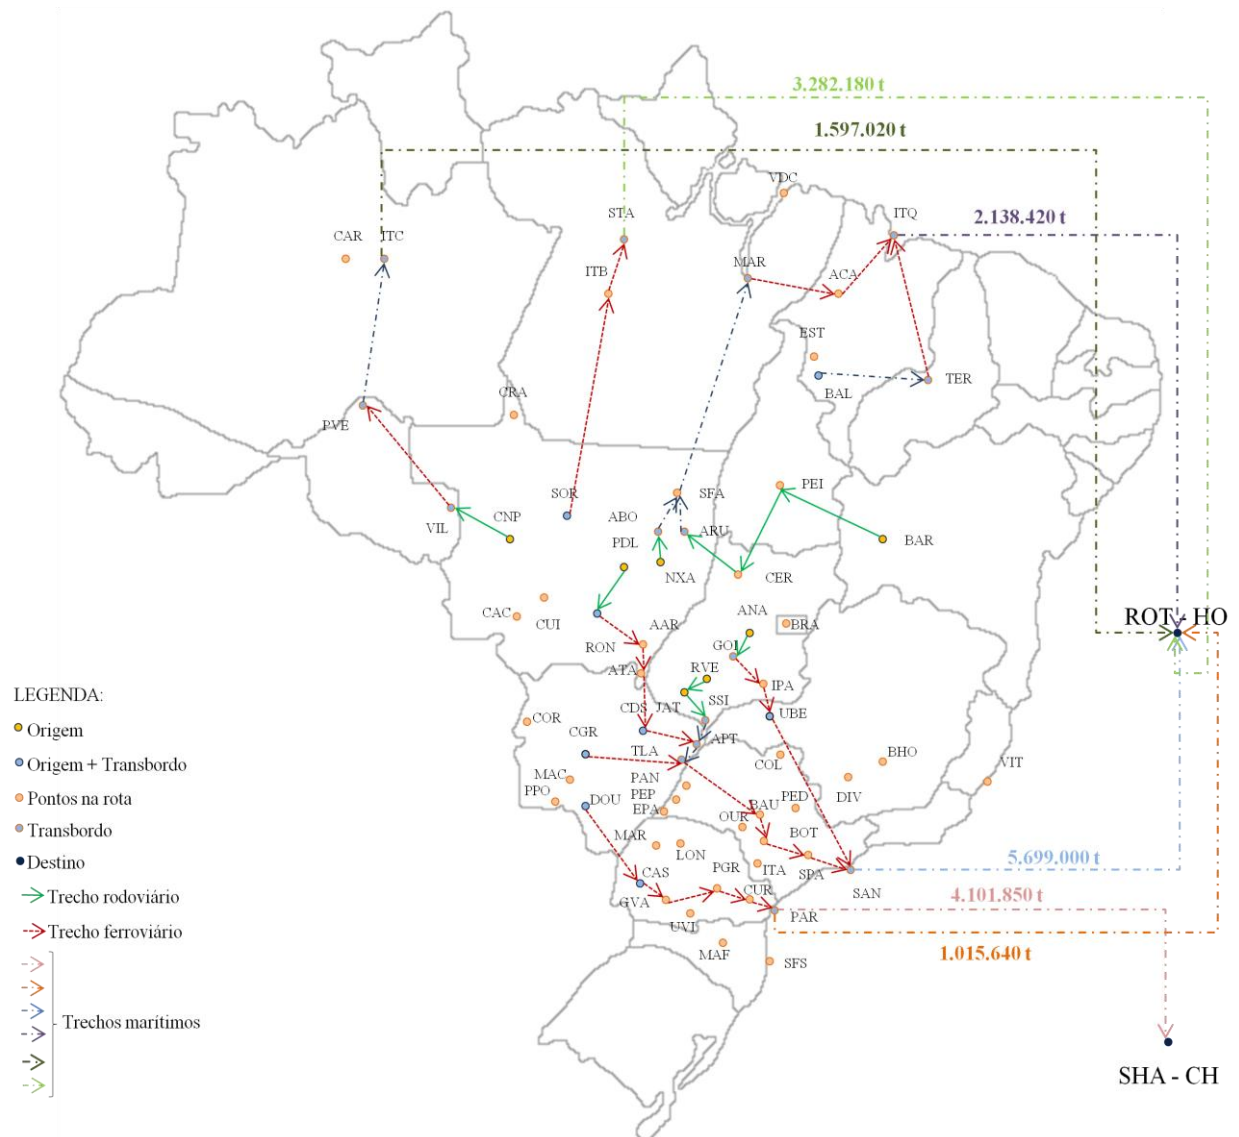 3.282.180 t
1.597.020 t
VDC
STA
ITQ
2.138.420 t
CAR
ITC
MAR
ITB
ACA
EST
BAL
TER
CRA
PVE
SOR
SFA
PEI
VIL
CNP
ABO
ARU
BAR
PDL
NXA
CER
CAC
CUI
ANA
BRA
ROT - HO
AAR
RON
GOI
ATA
RVE
IPA
LEGENDA:
Origem
Origem + Transbordo
Pontos na rota
Transbordo
Destino
Trecho rodoviário
Trecho ferroviário
Trechos marítimos
SSI
CDS
JAT
UBE
COR
CGR
TLA
APT
COL
BHO
VIT
MAC
PAN
DIV
PPO
PEP
DOU
EPA
BAU
PED
OUR
MAR
LON
BOT
ITA
SPA
PGR
CAS
SAN
5.699.000 t
GVA
CUR
4.101.850 t
PAR
UVI
MAF
SFS
1.015.640 t
SHA - CH